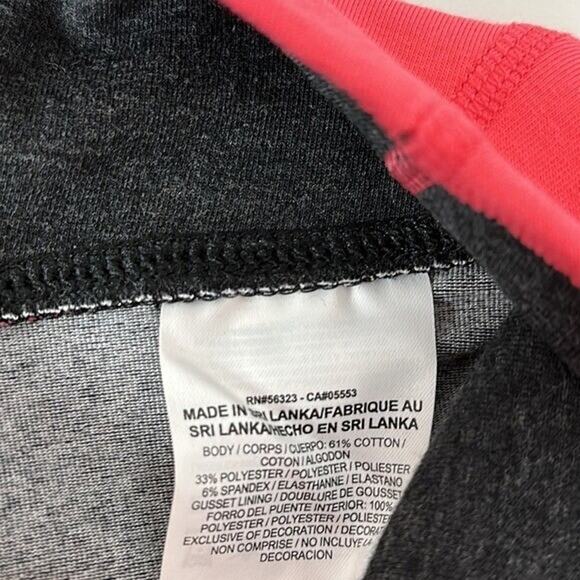 RN#56323 - CA#05553
MADE IN SRI LANKA/FABRIQUE AU
SRI LANKA/HECHO EN SRI LANKA
BODY / CORPS / CUERPO: 61% COTTON /
COTON / ALGODON
33% POLYESTER / POLYESTER / POLIESTER
6% SPANDEX / ELASTHANNE / ELASTANO
GUSSET LINING / DOUBLURE DE GOUSSET
FORRO DEL PUENTE INTERIOR: 100%
POLYESTER / POLYESTER / POLIESTER
EXCLUSIVE OF DECORATION /
NON COMPRISE / NO INCLUYE
DECORACION